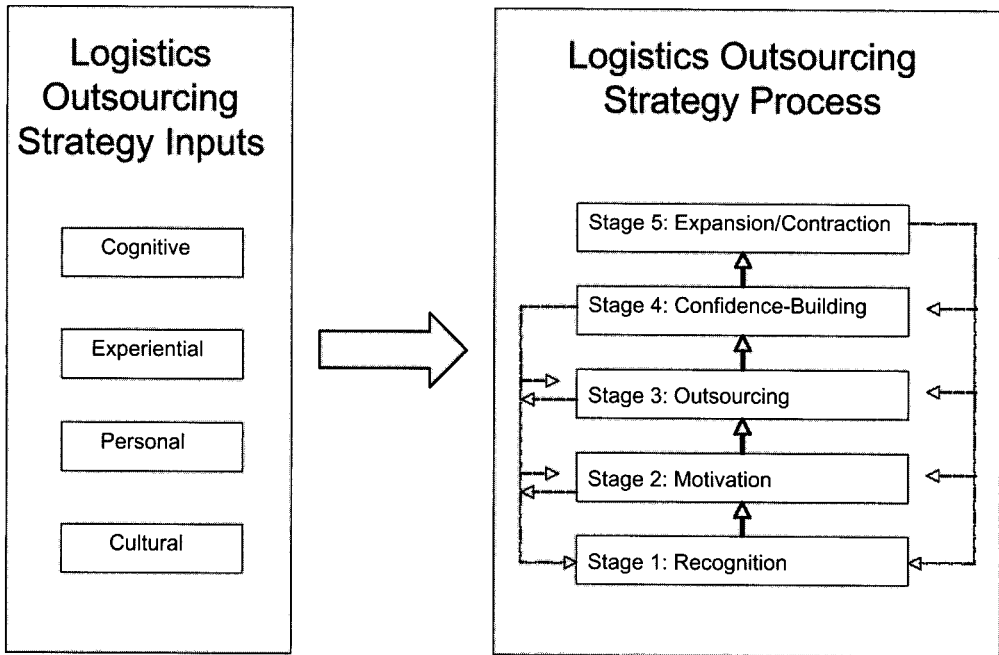 Logistics
Outsourcing
Strategy Inputs
Cognitive
Experiential
Personal
Cultural
Logistics Outsourcing
Strategy Process
Stage 5: Expansion/Contraction
Stage 4: Confidence-Building
Stage 3: Outsourcing
Stage 2: Motivation
Stage 1: Recognition